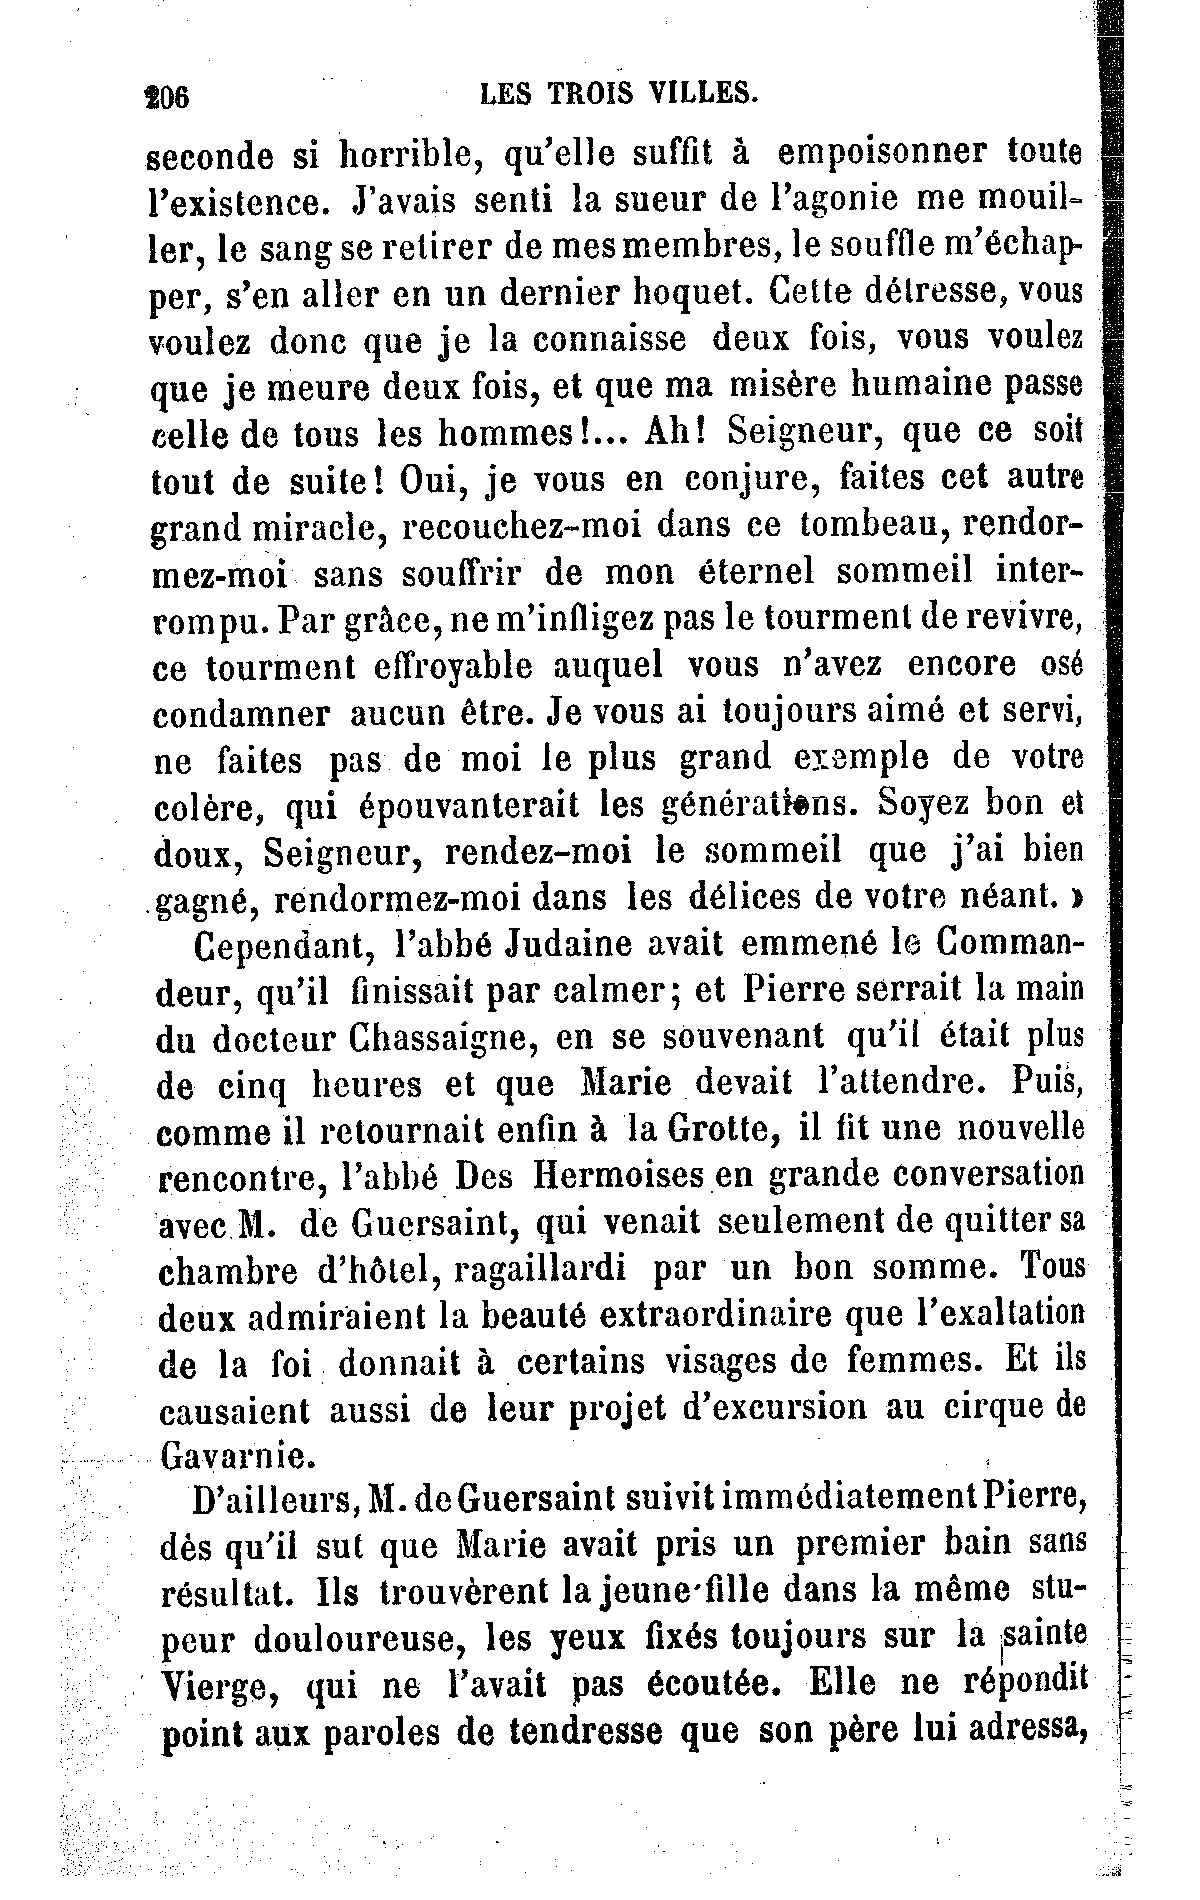 206 LES TROIS VILLES.
seconde si horrible, qu'elle suffit à empoisonner toute
l'existence. J'avais senti la sueur de l'agonie me mouil-
ler, le sang se retirer de mes membres, le souffle m'échap-
per, s'en aller en un dernier hoquet. Cette détresse, vous
voulez donc que je la connaisse deux fois, vous voulez
que je meure deux fois, et que ma misère humaine passe
celle de tous les hommes!... Ah! Seigneur, que ce soit
tout de suite! Oui, je vous en conjure, faites cet autre
grand miracle, recouchez-moi dans ce tombeau, rendor-
mez-moi sans souffrir de mon éternel sommeil inter-
rompu. Par grâce, ne m'infligez pas le tourment de revivre,
ce tourment effroyable auquel vous n'avez encore osé
condamner aucun être. Je vous ai toujours aimé et servi,
ne faites pas de moi le plus grand exemple de votre
colère, qui épouvanterait les générations. Soyez bon et
doux, Seigneur, rendez-moi le sommeil que j'ai bien
gagné, rendormez-moi dans les délices de votre néant. »
Cependant, l'abbé Judaine avait emmené le Comman-
deur, qu'il finissait par calmer; et Pierre serrait la main
du docteur Chassaigne, en se souvenant qu'il était plus
de cinq heures et que Marie devait l'attendre. Puis,
comme il retournait enfin à la Grotte, il fit une nouvelle
rencontre, l'abbé Des Hermoises en grande conversation
avec M. de Guersaint, qui venait seulement de quitter sa
chambre d'hôtel, ragaillardi par un bon somme. Tous
deux admiraient la beauté extraordinaire que l'exaltation
de la foi donnait à certains visages de femmes. Et ils
causaient aussi de leur projet d'excursion au cirque de
Gavarnie.
D'ailleurs, M. de Guersaint suivit immédiatement Pierre,
dès qu'il sut que Marie avait pris un premier bain sans
résultat. Ils trouvèrent la jeune fille dans la même stu-
peur douloureuse, les yeux fixés toujours sur la sainte
Vierge, qui ne l'avait pas écoutée. Elle ne répondit
point aux paroles de tendresse que son père lui adressa,